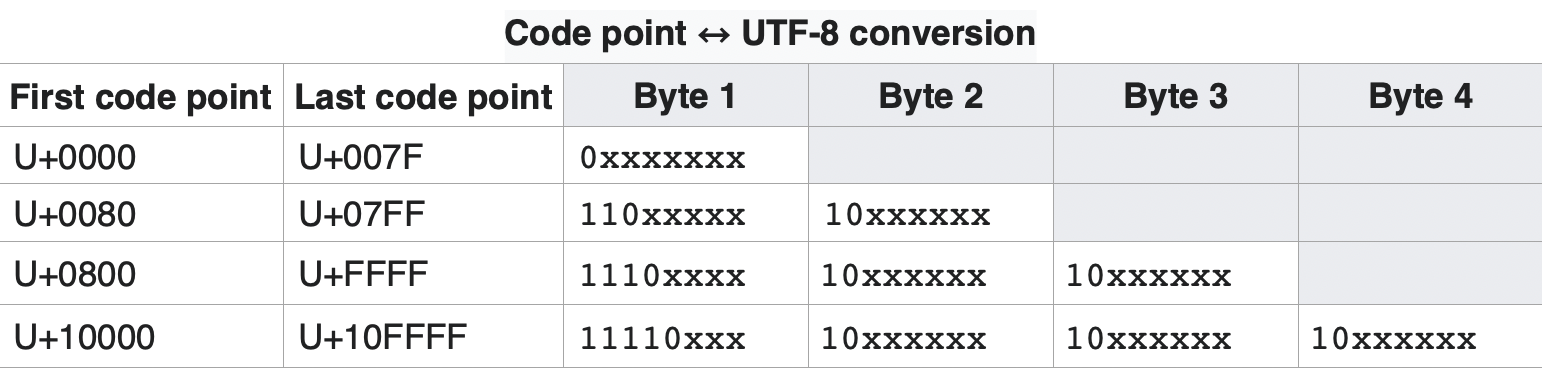 Code point ↔ UTF-8 conversion
First code point Last code point Byte 1 Byte 2 Byte 3 Byte 4
U+0000 U+007F 0xxxxxxx
U+0080 U+07FF 110xxxxx 10xxxxxx
U+0800 U+FFFF 1110xxxx 10xxxxxx 10xxxxxx
U+10000 U+10FFFF 11110xxx 10xxxxxx 10xxxxxx 10xxxxxx